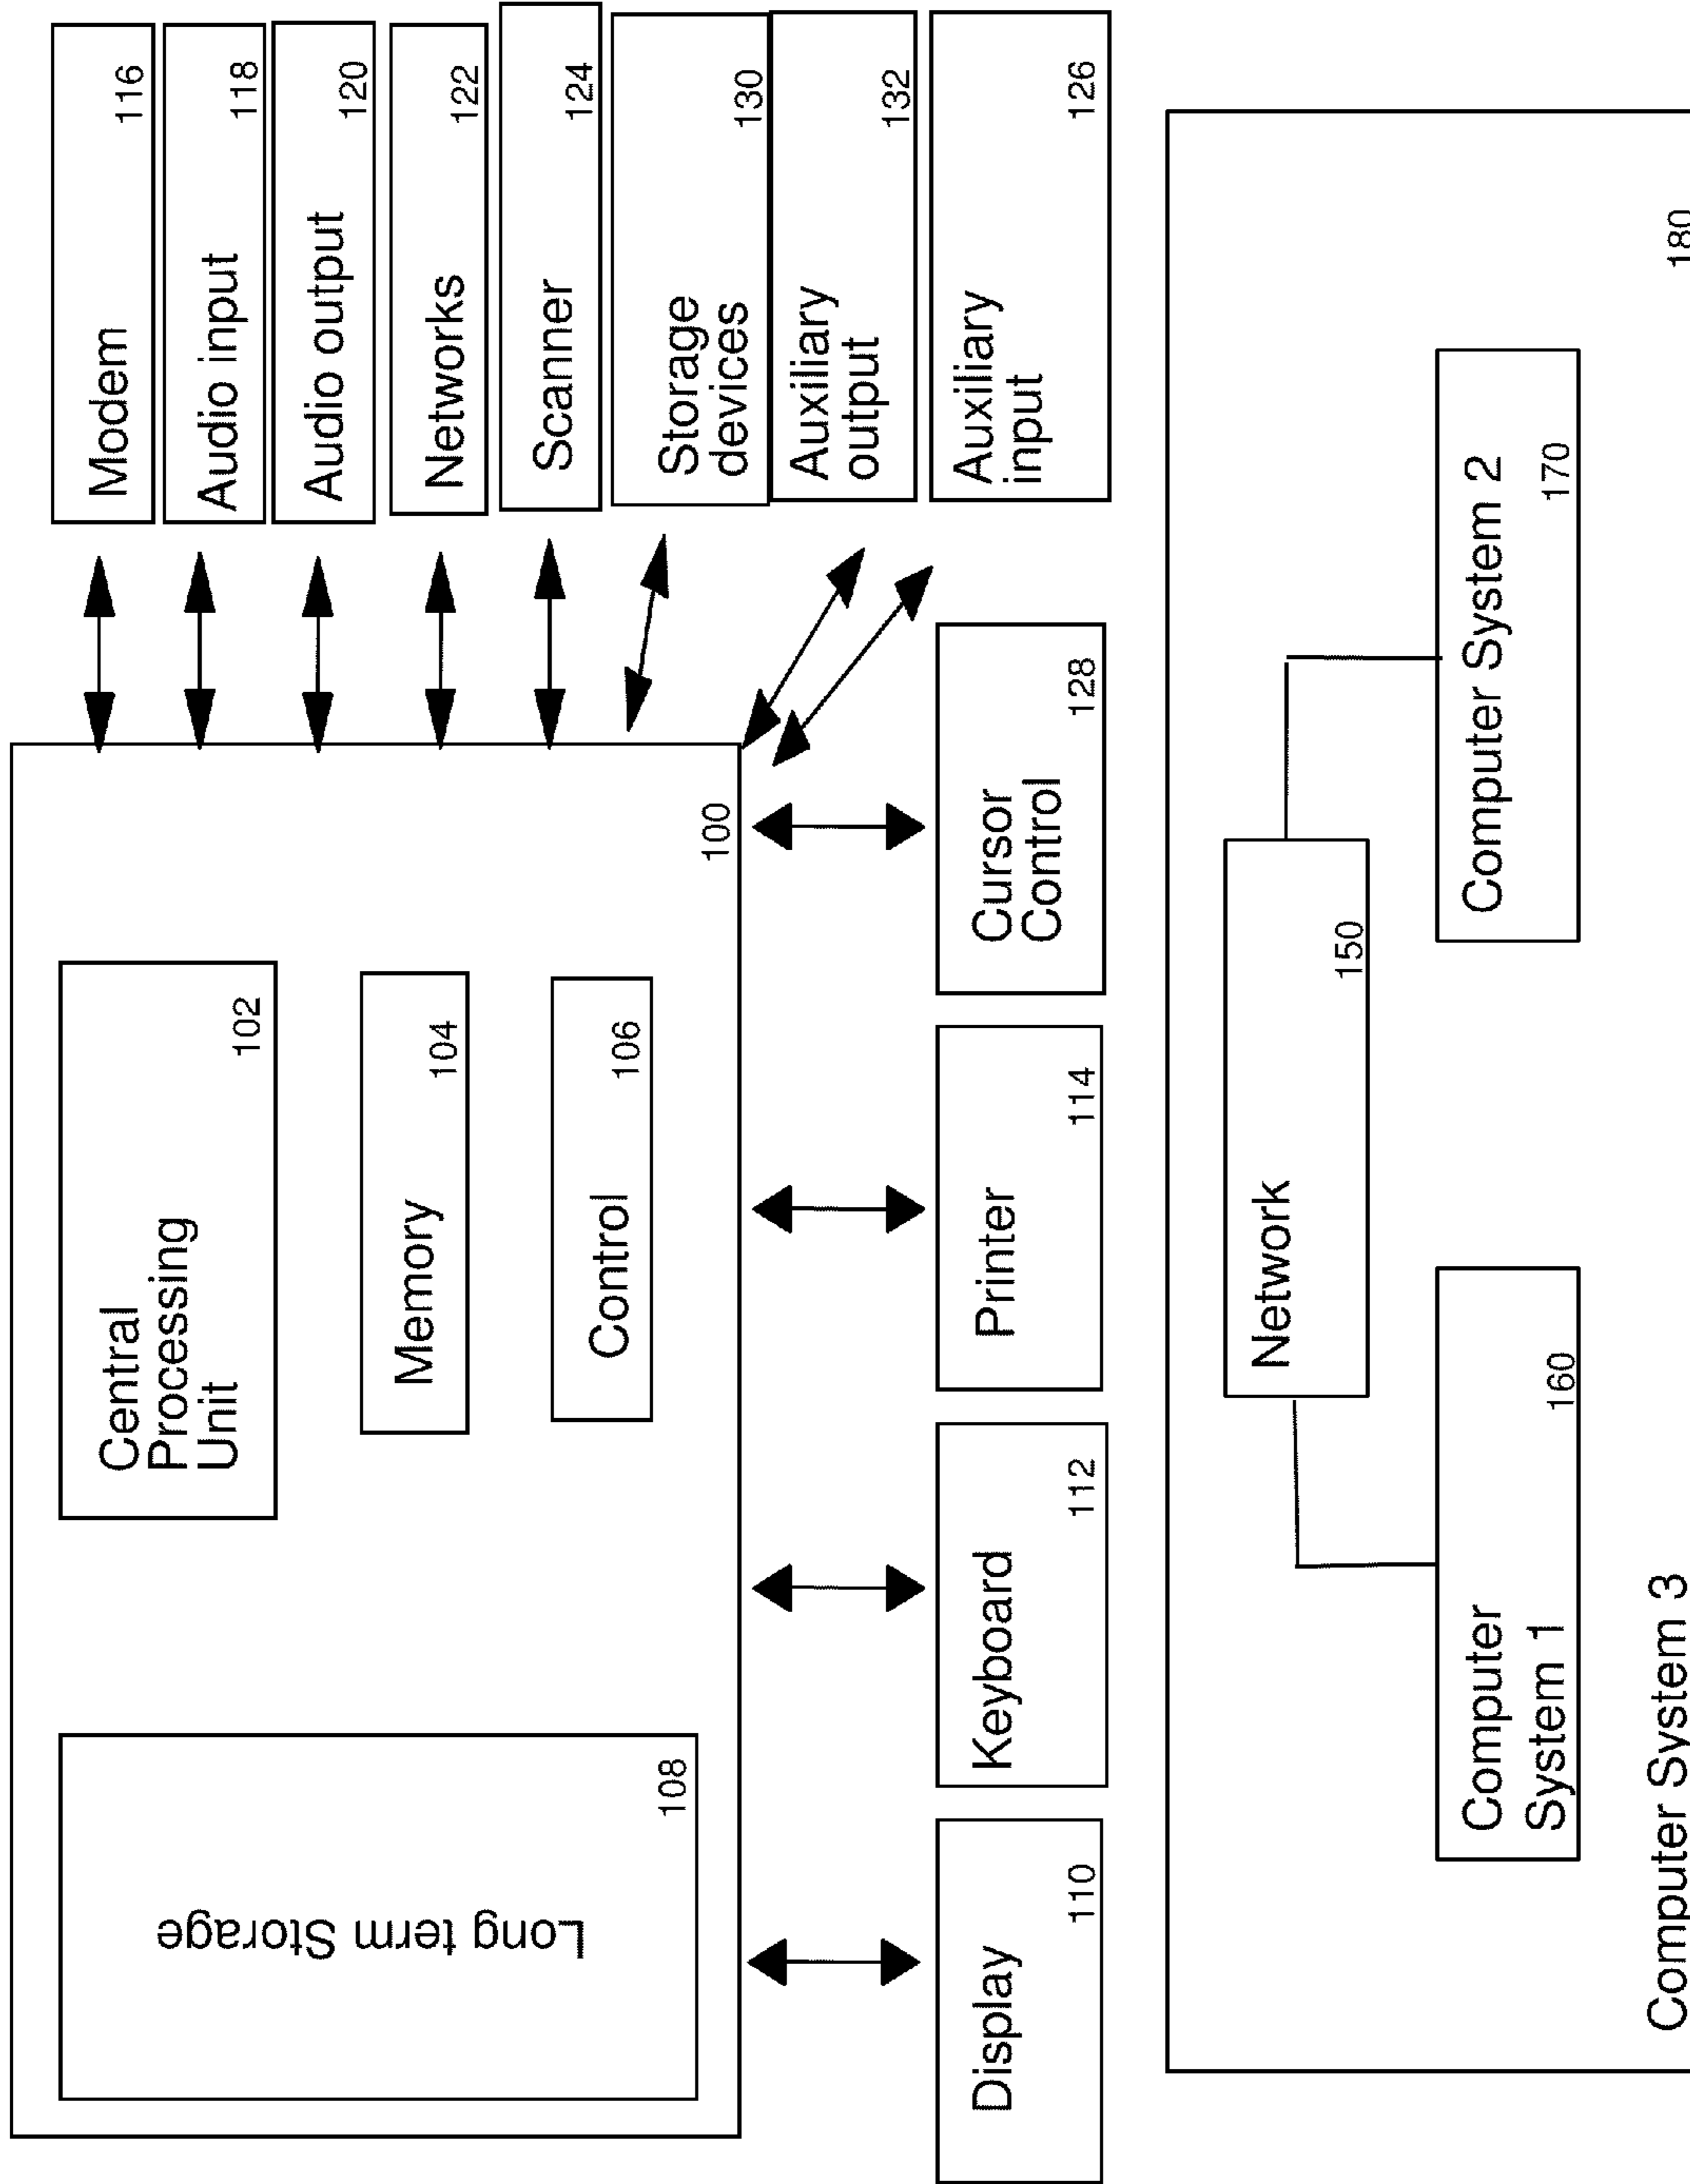 Long term Storage
108
Central
Processing
Unit
102
Memory
104
Control
106
100
Modem
116
Audio input
118
Audio output
120
Networks
122
Scanner
124
Storage
devices
130
Auxiliary
output
132
Auxiliary
input
126
Display
110
Keyboard
112
Printer
114
Cursor
Control
128
Network
150
Computer
System 1
160
Computer System 2
170
Computer System 3
180